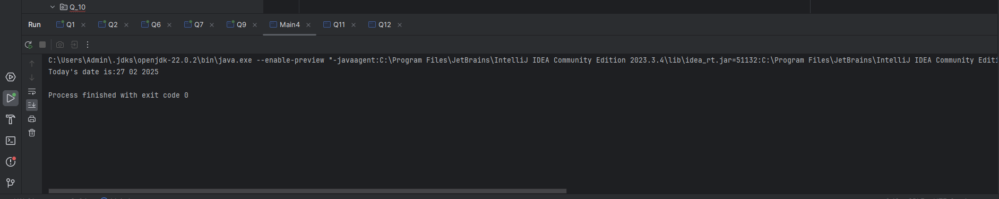 Q_10
Run Q1 Q2 Q6 Q7 Q9 Main4 Q11 Q12
C:\Users\Admin\.jdks\openjdk-22.0.2\bin\java.exe --enable-preview "-javaagent:C:\Program Files\JetBrains\IntelliJ IDEA Community Edition 2023.3.4\lib\idea_rt.jar=51132:C:\Program Files\JetBrains\IntelliJ IDEA Community Editi
Today's date is:27 02 2025
Process finished with exit code 0